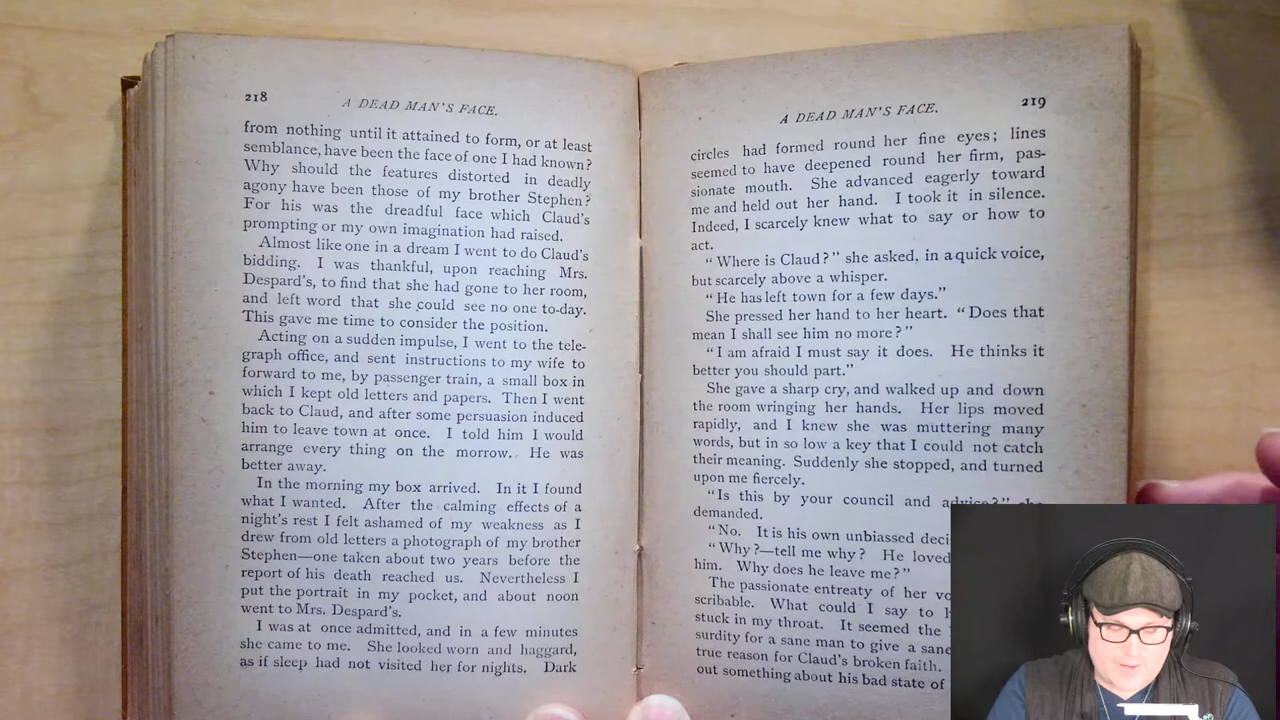 218
A DEAD MAN'S FACE.
from nothing until it attained to form, or at least
semblance, have been the face of one I had known?
Why should the features distorted in deadly
agony have been those of my brother Stephen?
For his was the dreadful face which Claud's
prompting or my own imagination had raised.
Almost like one in a dream I went to do Claud's
bidding. I was thankful, upon reaching Mrs.
Despard's, to find that she had gone to her room,
and left word that she could see no one to-day.
This gave me time to consider the position.
Acting on a sudden impulse, I went to the tele-
graph office, and sent instructions to my wife to
forward to me, by passenger train, a small box in
which I kept old letters and papers. Then I went
back to Claud, and after some persuasion induced
him to leave town at once. I told him I would
arrange every thing on the morrow. He was
better away.
In the morning my box arrived. In it I found
what I wanted. After the calming effects of a
night's rest I felt ashamed of my weakness as I
drew from old letters a photograph of my brother
Stephen—one taken about two years before the
report of his death reached us. Nevertheless I
put the portrait in my pocket, and about noon
went to Mrs. Despard's.
I was at once admitted, and in a few minutes
she came to me. She looked worn and haggard,
as if sleep had not visited her for nights. Dark
A DEAD MAN'S FACE.
219
circles had formed round her fine eyes; lines
seemed to have deepened round her firm, pas-
sionate mouth. She advanced eagerly toward
me and held out her hand. I took it in silence.
Indeed, I scarcely knew what to say or how to
act.
"Where is Claud?" she asked, in a quick voice,
but scarcely above a whisper.
"He has left town for a few days."
She pressed her hand to her heart. "Does that
mean I shall see him no more?"
"I am afraid I must say it does. He thinks it
better you should part."
She gave a sharp cry, and walked up and down
the room wringing her hands. Her lips moved
rapidly, and I knew she was muttering many
words, but in so low a key that I could not catch
their meaning. Suddenly she stopped, and turned
upon me fiercely.
"Is this by your council and advice?" she
demanded.
"No. It is his own unbiassed deci
"Why?—tell me why? He loved
him. Why does he leave me?"
The passionate entreaty of her vo
scribable. What could I say to h
stuck in my throat. It seemed the
surdity for a sane man to give a sane
true reason for Claud's broken faith.
out something about his bad state of